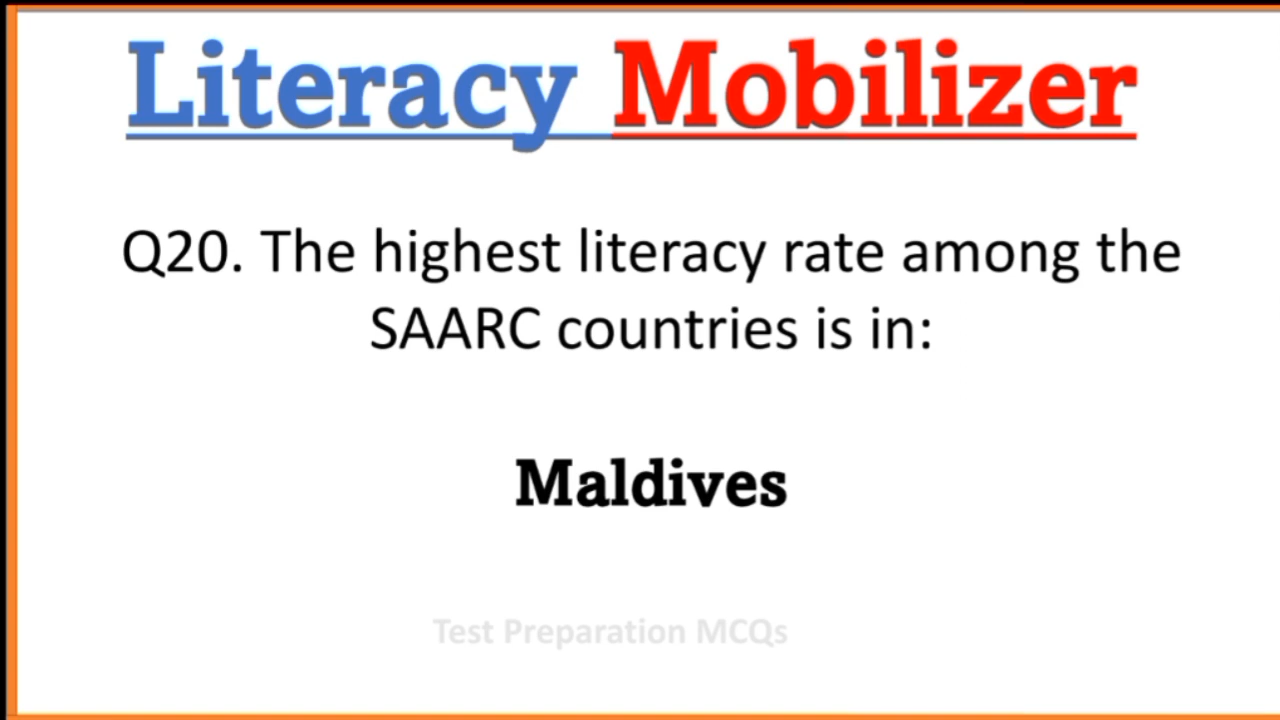 Literacy Mobilizer
Q20. The highest literacy rate among the
SAARC countries is in:
Maldives
Test Preparation MCQs